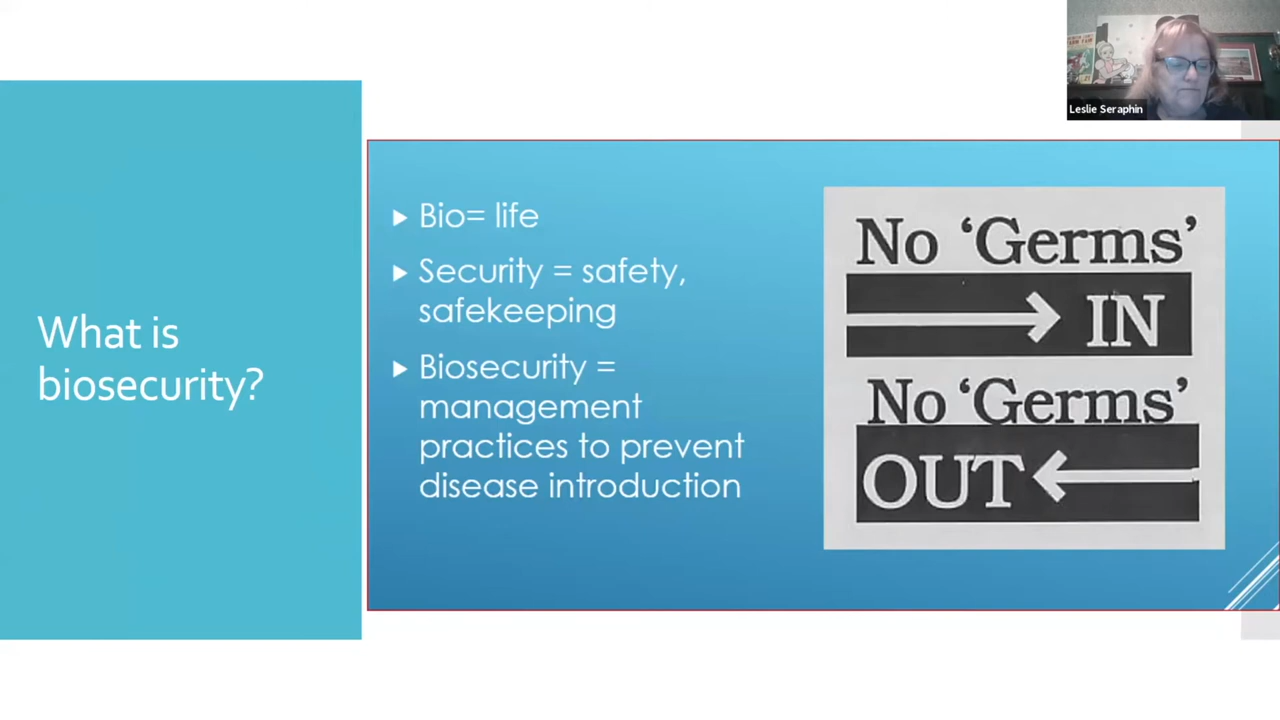 Leslie Seraphin
What is
biosecurity?
Bio= life
Security = safety,
safekeeping
Biosecurity =
management
practices to prevent
disease introduction
No ‘Germs’
IN
No ‘Germs’
OUT